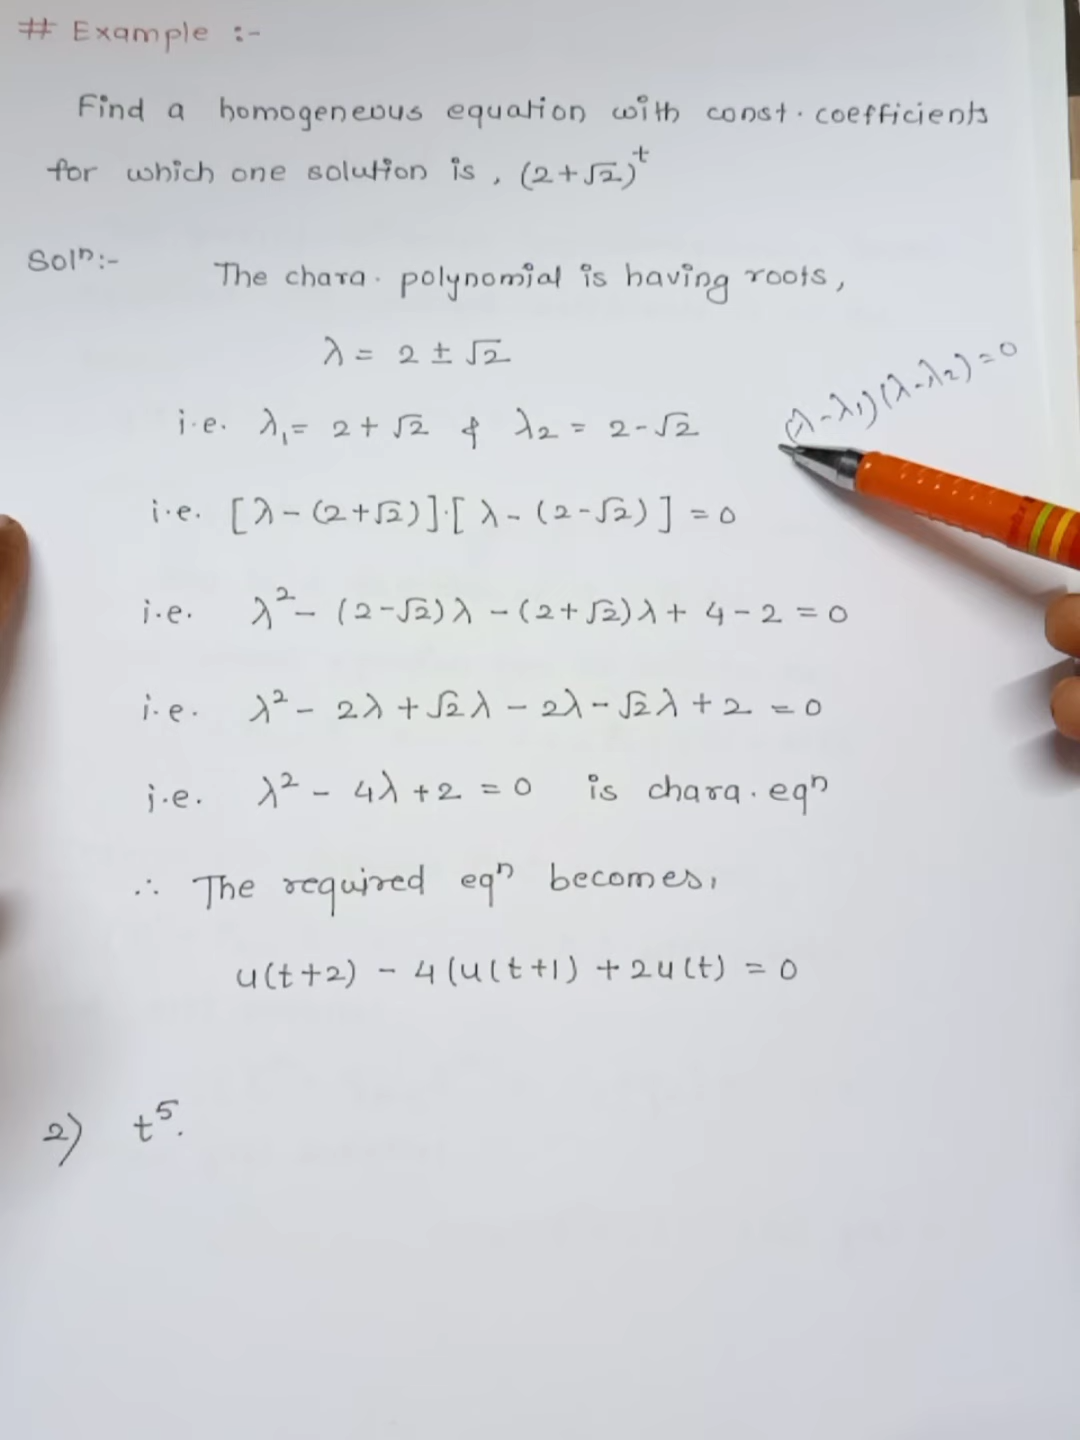 # Example :-
Find a homogeneous equation with const. coefficients
for which one solution is, (2+√2)^t
Solⁿ:- The chara. polynomial is having roots,
λ = 2 ± √2
i.e. λ₁ = 2 + √2 & λ₂ = 2-√2
(λ-λ₁)(λ-λ₂)=0
i.e. [λ - (2+√2)]·[λ - (2-√2)] = 0
i.e. λ² - (2-√2)λ - (2+√2)λ + 4 - 2 = 0
i.e. λ² - 2λ + √2λ - 2λ - √2λ + 2 = 0
i.e. λ² - 4λ + 2 = 0 is chara. eqⁿ
∴ The required eqⁿ becomes,
u(t+2) - 4(u(t+1) + 2u(t) = 0
2) t⁵.